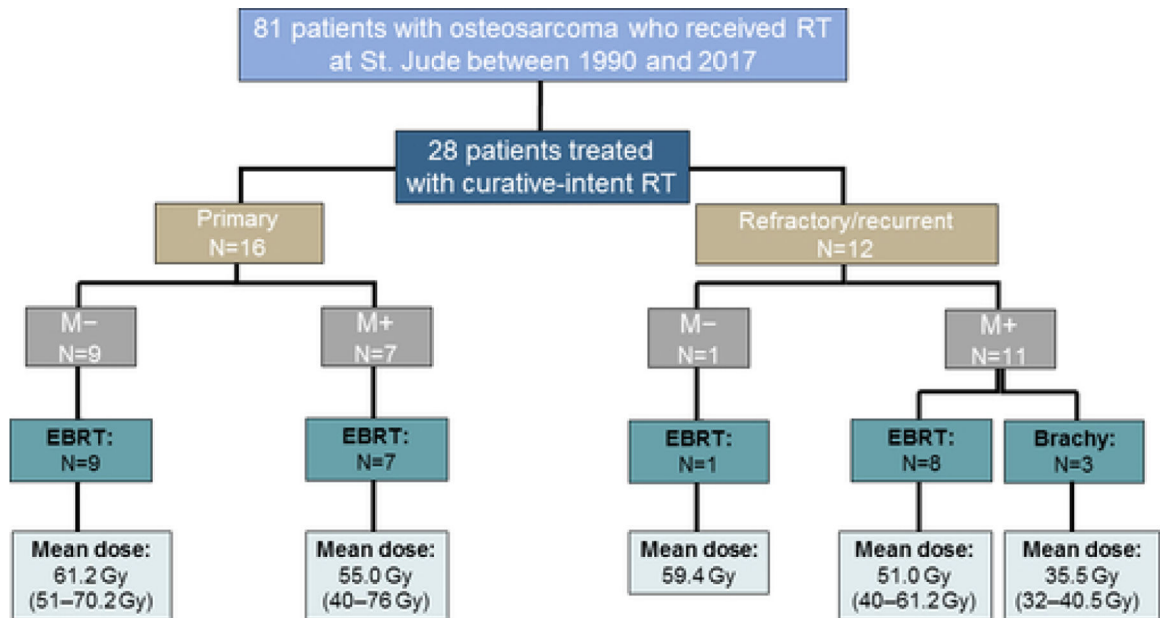 81 patients with osteosarcoma who received RT
at St. Jude between 1990 and 2017
28 patients treated
with curative-intent RT
Primary
N=16
Refractory/recurrent
N=12
M−
N=9
M+
N=7
M−
N=1
M+
N=11
EBRT:
N=9
EBRT:
N=7
EBRT:
N=1
EBRT:
N=8
Brachy:
N=3
Mean dose:
61.2 Gy
(51–70.2 Gy)
Mean dose:
55.0 Gy
(40–76 Gy)
Mean dose:
59.4 Gy
Mean dose:
51.0 Gy
(40–61.2 Gy)
Mean dose:
35.5 Gy
(32–40.5 Gy)